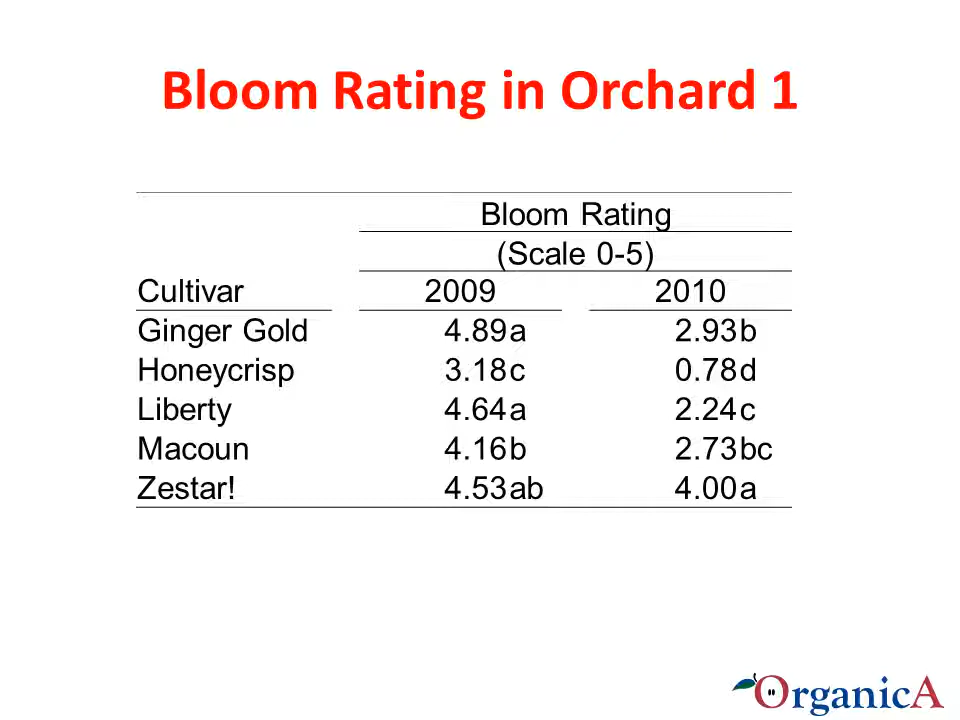 Bloom Rating in Orchard 1
Bloom Rating
(Scale 0-5)
Cultivar 2009 2010
Ginger Gold 4.89a 2.93b
Honeycrisp 3.18c 0.78d
Liberty 4.64a 2.24c
Macoun 4.16b 2.73bc
Zestar! 4.53ab 4.00a
OrganicA